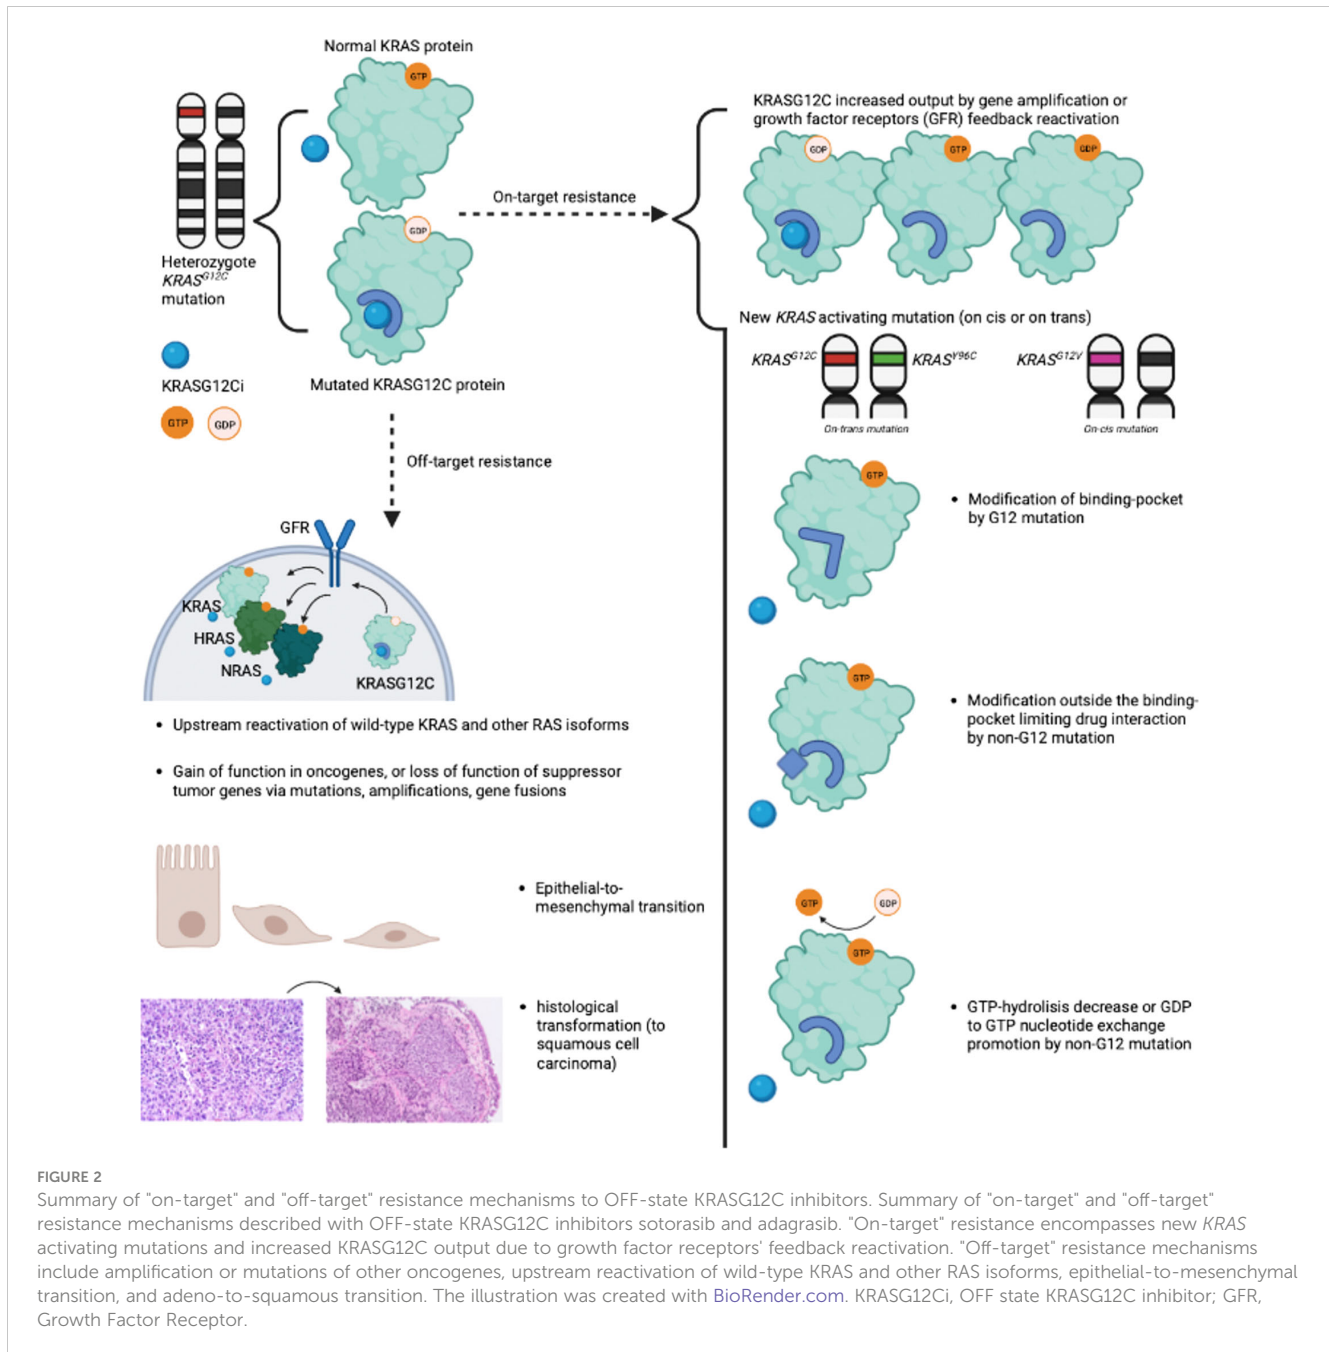 Normal KRAS protein
GTP
Heterozygote
KRAS^G12C
mutation
GDP
KRASG12Ci
GTP
GDP
Mutated KRASG12C protein
On-target resistance
Off-target resistance
KRASG12C increased output by gene amplification or
growth factor receptors (GFR) feedback reactivation
GDP
GTP
GDP
New KRAS activating mutation (on cis or on trans)
KRAS^G12C
KRAS^Y96C
KRAS^G12V
On-trans mutation
On-cis mutation
GTP
• Modification of binding-pocket
by G12 mutation
GTP
• Modification outside the binding-
pocket limiting drug interaction
by non-G12 mutation
GTP
GDP
GTP
• GTP-hydrolisis decrease or GDP
to GTP nucleotide exchange
promotion by non-G12 mutation
GFR
KRAS
HRAS
NRAS
KRASG12C
• Upstream reactivation of wild-type KRAS and other RAS isoforms
• Gain of function in oncogenes, or loss of function of suppressor
tumor genes via mutations, amplifications, gene fusions
• Epithelial-to-
mesenchymal transition
• histological
transformation (to
squamous cell
carcinoma)
FIGURE 2
Summary of "on-target" and "off-target" resistance mechanisms to OFF-state KRASG12C inhibitors. Summary of "on-target" and "off-target"
resistance mechanisms described with OFF-state KRASG12C inhibitors sotorasib and adagrasib. "On-target" resistance encompasses new KRAS
activating mutations and increased KRASG12C output due to growth factor receptors' feedback reactivation. "Off-target" resistance mechanisms
include amplification or mutations of other oncogenes, upstream reactivation of wild-type KRAS and other RAS isoforms, epithelial-to-mesenchymal
transition, and adeno-to-squamous transition. The illustration was created with BioRender.com. KRASG12Ci, OFF state KRASG12C inhibitor; GFR,
Growth Factor Receptor.